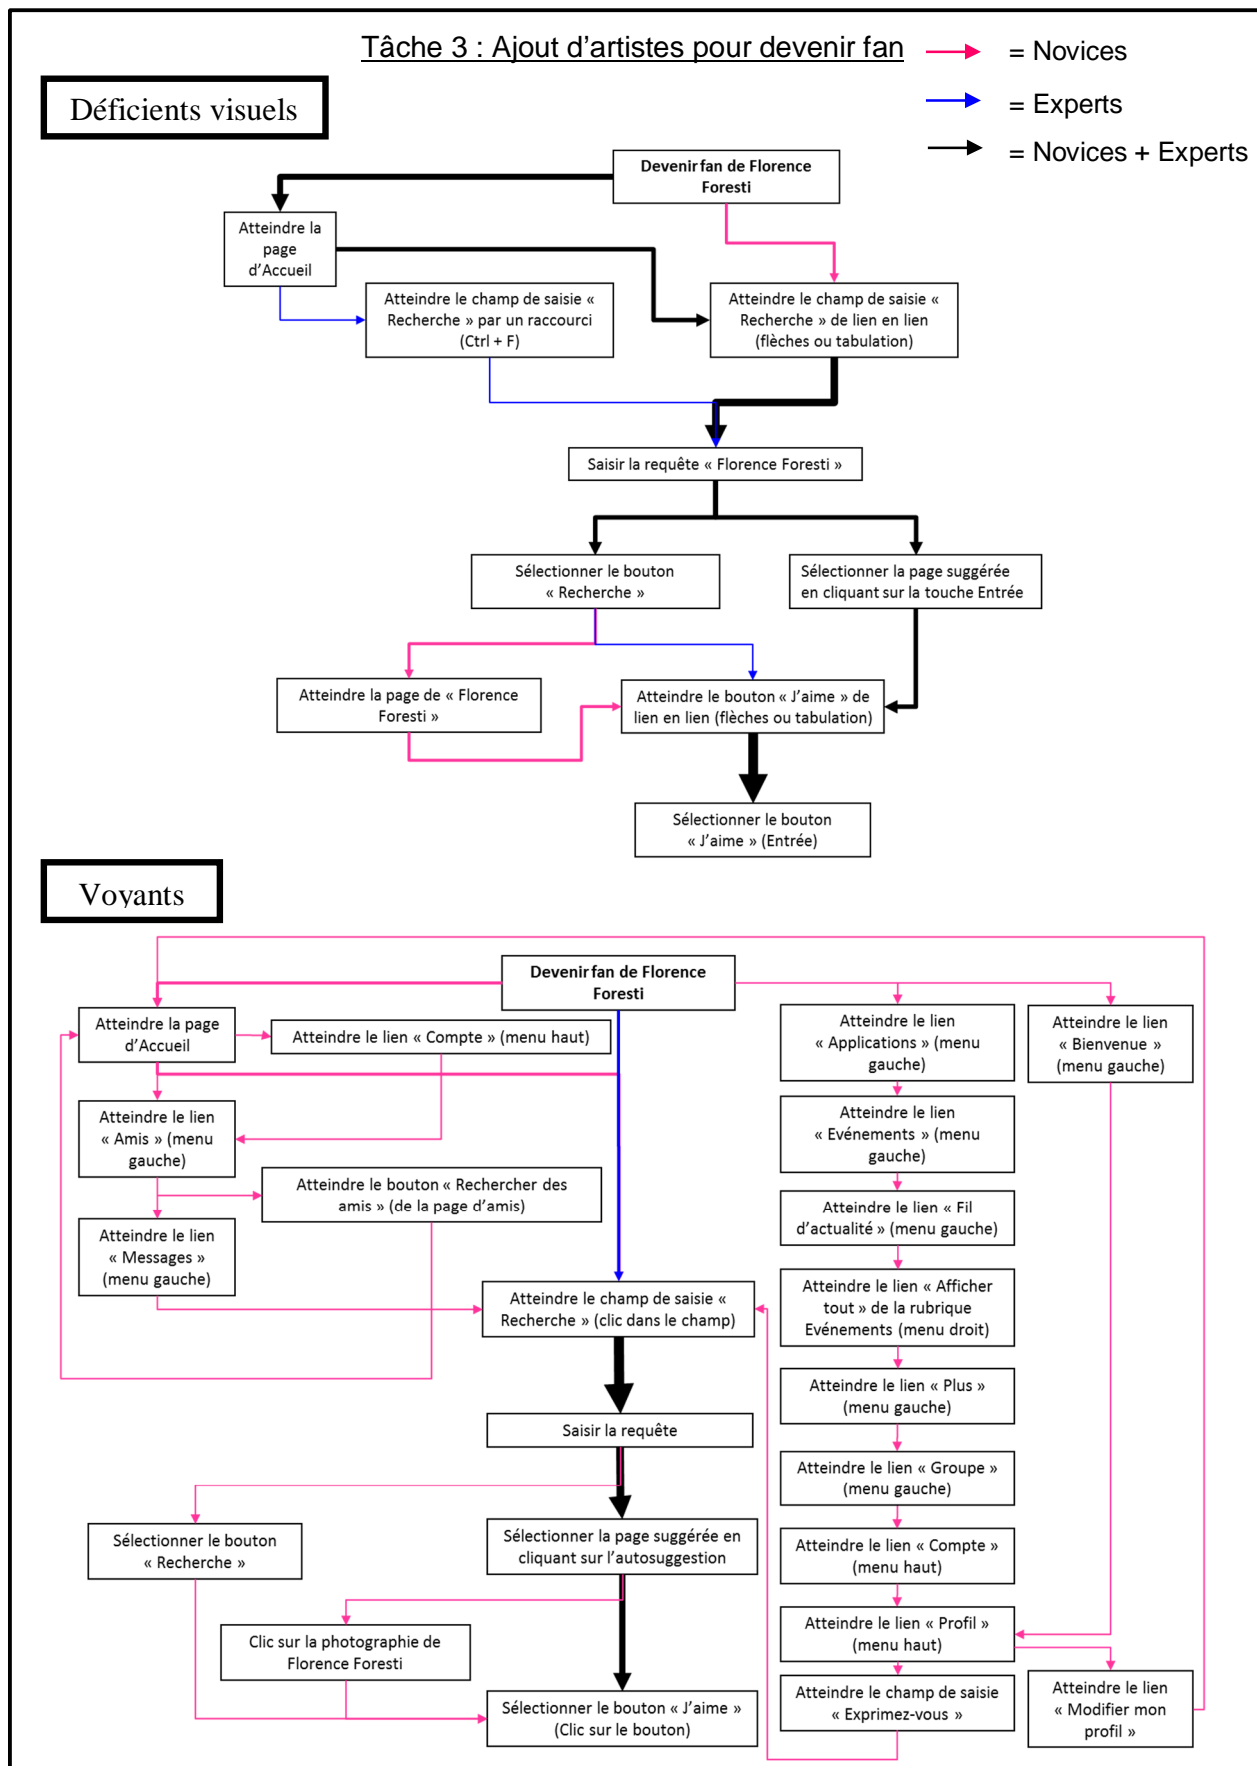 Tâche 3 : Ajout d’artistes pour devenir fan
= Novices
= Experts
= Novices + Experts
Déficients visuels
Devenir fan de Florence
Foresti
Atteindre la
page
d’Accueil
Atteindre le champ de saisie «
Recherche » par un raccourci
(Ctrl + F)
Atteindre le champ de saisie «
Recherche » de lien en lien
(flèches ou tabulation)
Saisir la requête « Florence Foresti »
Sélectionner le bouton
« Recherche »
Sélectionner la page suggérée
en cliquant sur la touche Entrée
Atteindre la page de « Florence
Foresti »
Atteindre le bouton « J’aime » de
lien en lien (flèches ou tabulation)
Sélectionner le bouton
« J’aime » (Entrée)
Voyants
Devenir fan de Florence
Foresti
Atteindre la page
d’Accueil
Atteindre le lien « Compte » (menu haut)
Atteindre le lien
« Amis » (menu
gauche)
Atteindre le bouton « Rechercher des
amis » (de la page d’amis)
Atteindre le lien
« Messages »
(menu gauche)
Atteindre le champ de saisie «
Recherche » (clic dans le champ)
Saisir la requête
Sélectionner le bouton
« Recherche »
Sélectionner la page suggérée en
cliquant sur l’autosuggestion
Clic sur la photographie de
Florence Foresti
Sélectionner le bouton « J’aime »
(Clic sur le bouton)
Atteindre le lien
« Applications » (menu
gauche)
Atteindre le lien
« Bienvenue »
(menu gauche)
Atteindre le lien
« Evénements » (menu
gauche)
Atteindre le lien « Fil
d’actualité » (menu gauche)
Atteindre le lien « Afficher
tout » de la rubrique
Evénements (menu droit)
Atteindre le lien « Plus »
(menu gauche)
Atteindre le lien « Groupe »
(menu gauche)
Atteindre le lien « Compte »
(menu haut)
Atteindre le lien « Profil »
(menu haut)
Atteindre le champ de saisie
« Exprimez-vous »
Atteindre le lien
« Modifier mon
profil »